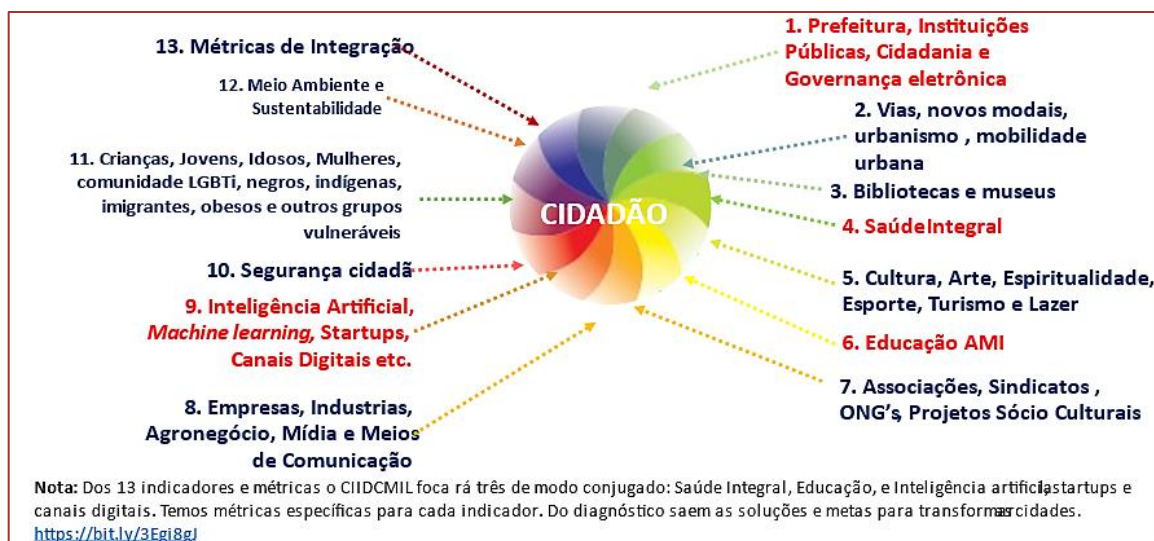 1. Prefeitura, Instituições
Públicas, Cidadania e
Governança eletrônica
2. Vias, novos modais,
urbanismo , mobilidade
urbana
3. Bibliotecas e museus
4. SaúdeIntegral
5. Cultura, Arte, Espiritualidade,
Esporte, Turismo e Lazer
6. Educação AMI
7. Associações, Sindicatos ,
ONG's, Projetos Sócio Culturais
8. Empresas, Industrias,
Agronegócio, Mídia e Meios
de Comunicação
9. Inteligência Artificial,
Machine learning, Startups,
Canais Digitais etc.
10. Segurança cidadã
11. Crianças, Jovens, Idosos, Mulheres,
comunidade LGBTi, negros, indígenas,
imigrantes, obesos e outros grupos
vulneráveis
12. Meio Ambiente e
Sustentabilidade
13. Métricas de Integração
CIDADÃO
Nota: Dos 13 indicadores e métricas o CIIDCMIL foca rá três de modo conjugado: Saúde Integral, Educação, e Inteligência artificial,startups e
canais digitais. Temos métricas específicas para cada indicador. Do diagnóstico saem as soluções e metas para transformar as cidades.
https://bit.ly/3Egi8gJ